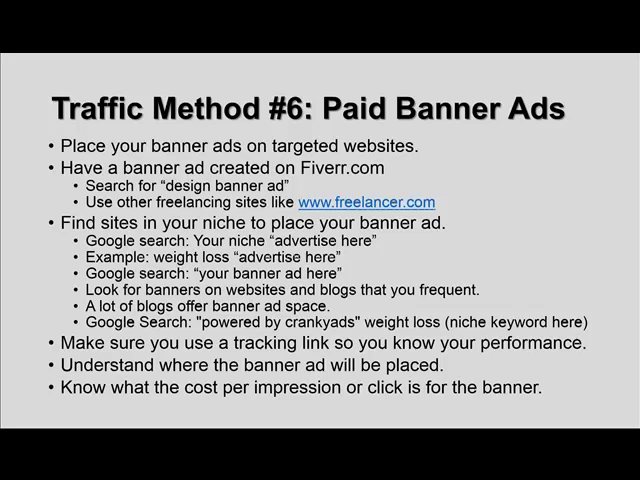 Traffic Method #6: Paid Banner Ads
• Place your banner ads on targeted websites.
• Have a banner ad created on Fiverr.com
• Search for “design banner ad”
• Use other freelancing sites like www.freelancer.com
• Find sites in your niche to place your banner ad.
• Google search: Your niche “advertise here”
• Example: weight loss “advertise here”
• Google search: “your banner ad here”
• Look for banners on websites and blogs that you frequent.
• A lot of blogs offer banner ad space.
• Google Search: "powered by crankyads" weight loss (niche keyword here)
• Make sure you use a tracking link so you know your performance.
• Understand where the banner ad will be placed.
• Know what the cost per impression or click is for the banner.